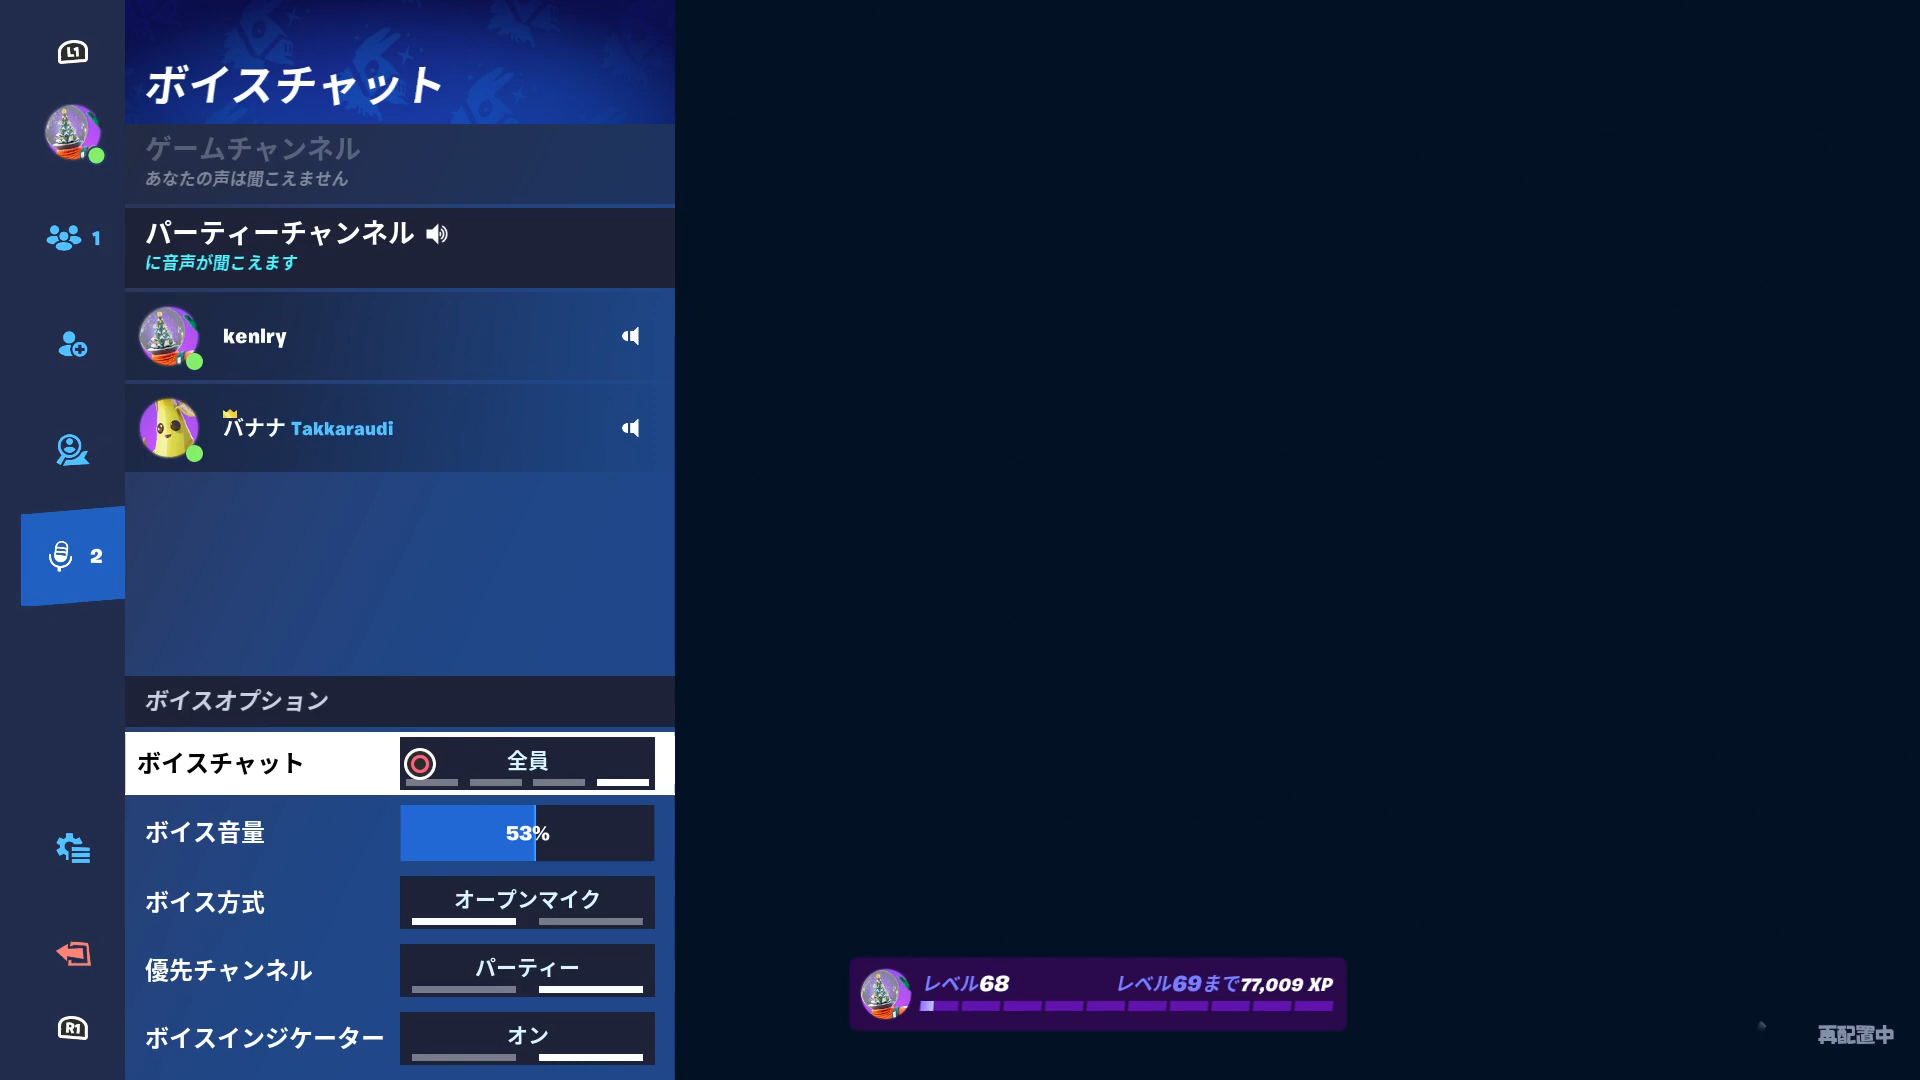 L1
ボイスチャット
ゲームチャンネル
あなたの声は聞こえません
パーティーチャンネル
に音声が聞こえます
1
kenlry
バナナ Takkaraudi
2
ボイスオプション
ボイスチャット 全員
ボイス音量 53%
ボイス方式 オープンマイク
優先チャンネル パーティー
ボイスインジケーター オン
R1
レベル68 レベル69まで77,009 XP
再配置中